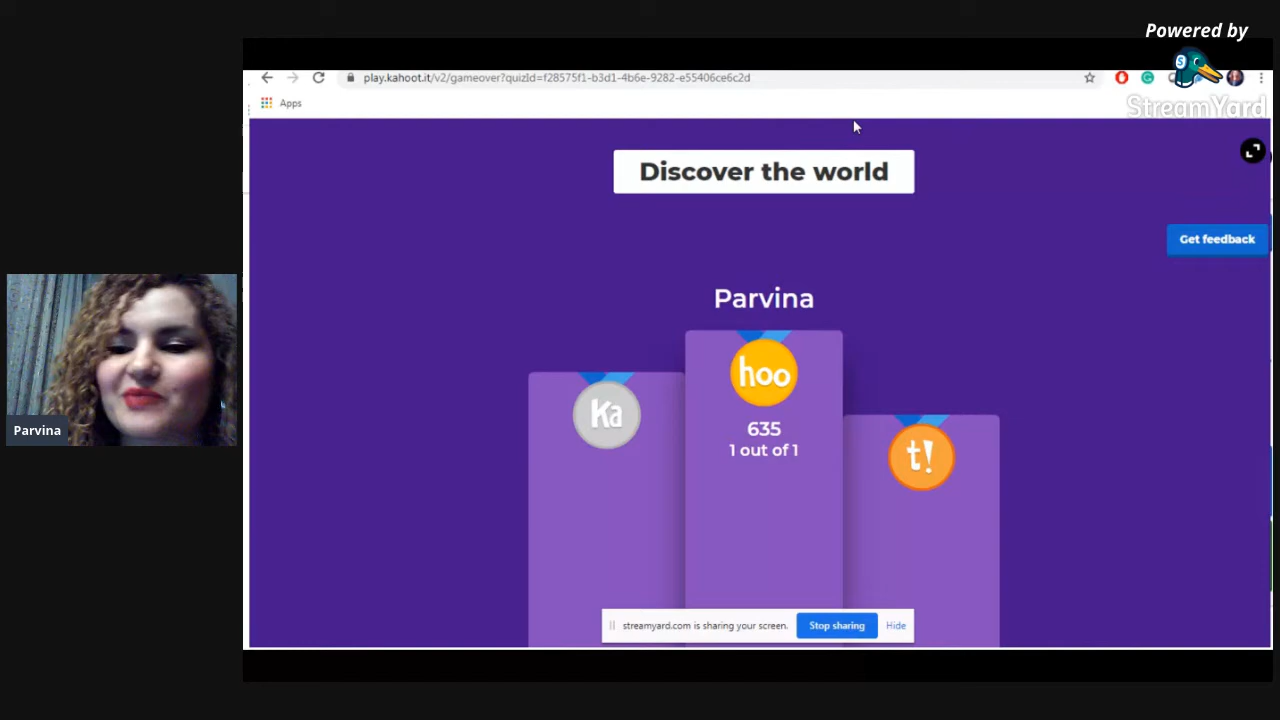 Powered by
StreamYard
play.kahoot.it/v2/gameover?quizId=f28575f1-b3d1-4b6e-9282-e55406ce6c2d
Apps
Discover the world
Get feedback
Parvina
Ka
hoo
t!
635
1 out of 1
Parvina
streamyard.com is sharing your screen.
Stop sharing
Hide